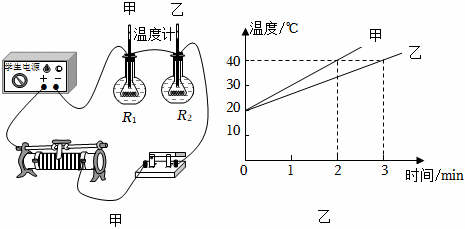 甲 乙
温度计
学生电源
+ -
R₁ R₂
甲
温度/℃
甲
乙
40
30
20
10
0 1 2 3 时间/min
乙